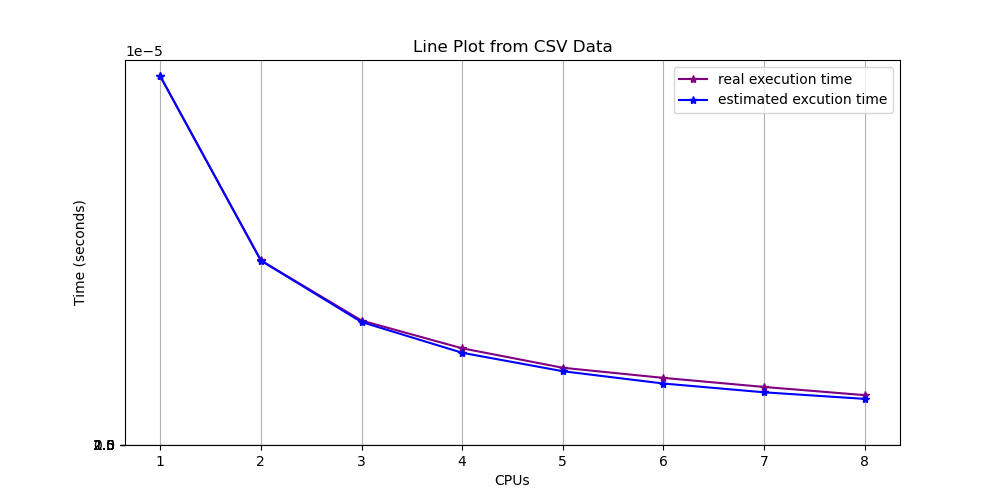 Line Plot from CSV Data
1e−5
real execution time
estimated excution time
Time (seconds)
1 2 3 4 5 6 7 8
CPUs